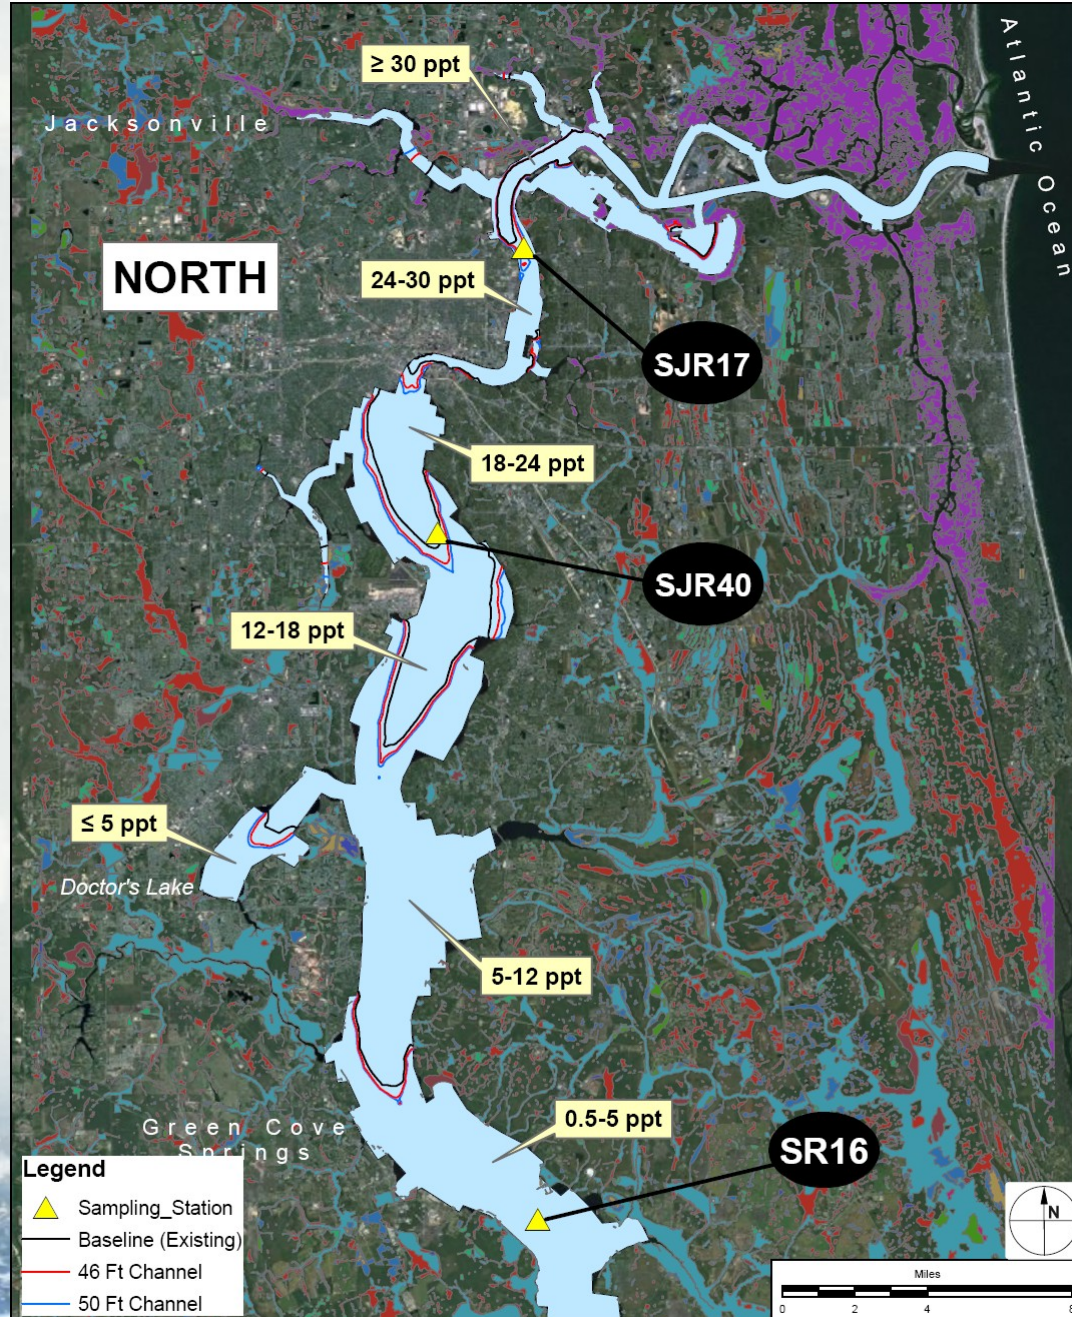 Atlantic Ocean
≥ 30 ppt
Jacksonville
NORTH
24-30 ppt
SJR17
18-24 ppt
SJR40
12-18 ppt
≤ 5 ppt
Doctor's Lake
5-12 ppt
0.5-5 ppt
Green Cove
Springs
SR16
Legend
Sampling_Station
Baseline (Existing)
46 Ft Channel
50 Ft Channel
N
Miles
0 2 4 8